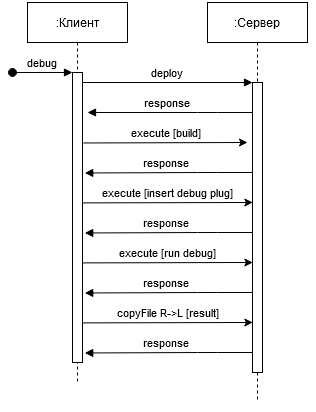 :Клиент
:Сервер
debug
deploy
response
execute [build]
response
execute [insert debug plug]
response
execute [run debug]
response
copyFile R->L [result]
response